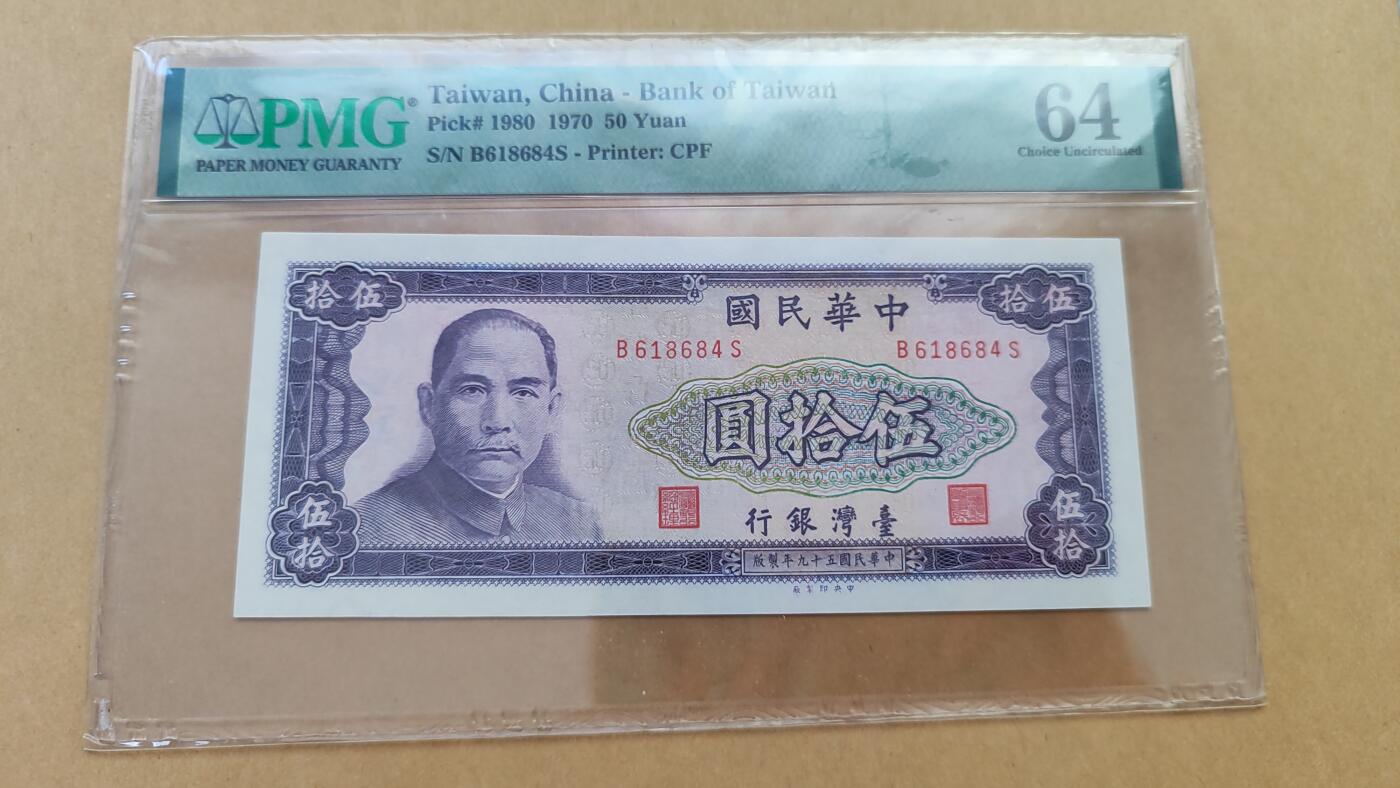 PMG®
PAPER MONEY GUARANTY
Taiwan, China - Bank of Taiwan
Pick# 1980 1970 50 Yuan
S/N B618684S - Printer: CPF
64
Choice Uncirculated
伍拾
伍拾
中華民國
B618684S
B618684S
伍拾圓
臺灣銀行
伍拾
伍拾
中華民國五十九年製版
中央印製廠